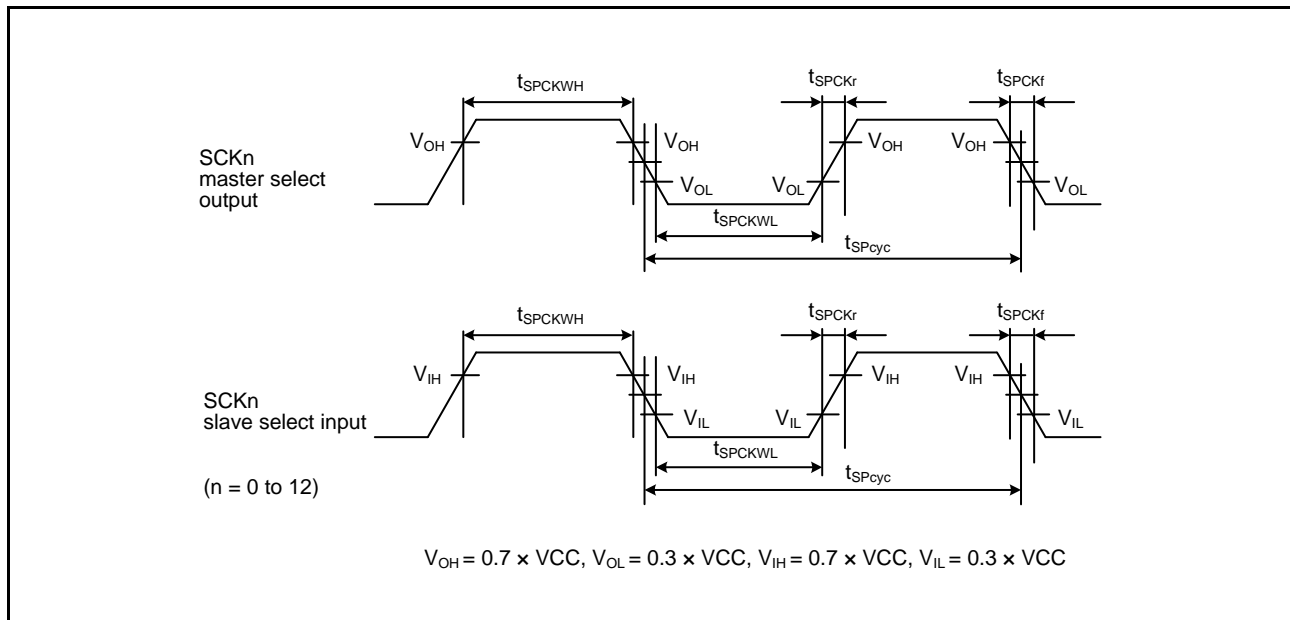 tSPCKWH
tSPCKr
tSPCKf
VOH
VOH
VOH
VOH
SCKn
master select
output
VOL
VOL
VOL
tSPCKWL
tSPcyc
tSPCKWH
tSPCKr
tSPCKf
VIH
VIH
VIH
VIH
SCKn
slave select input
VIL
VIL
VIL
tSPCKWL
tSPcyc
(n = 0 to 12)
VOH = 0.7 × VCC, VOL = 0.3 × VCC, VIH = 0.7 × VCC, VIL = 0.3 × VCC